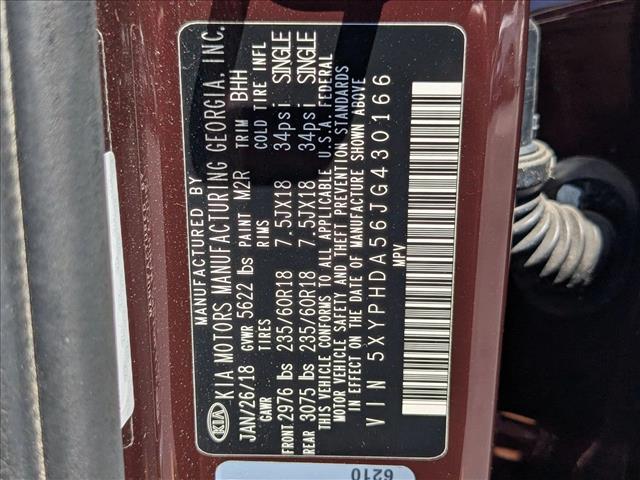 MANUFACTURED BY
KIA KIA MOTORS MANUFACTURING GEORGIA, INC.
JAN/26/18 GVWR 5622 lbs PAINT M2R TRIM BHH
GAWR TIRES RIMS COLD TIRE INFL
FRONT 2976 lbs 235/60R18 7.5JX18 34psi SINGLE
REAR 3075 lbs 235/60R18 7.5JX18 34psi SINGLE
THIS VEHICLE CONFORMS TO ALL APPLICABLE U.S.A. FEDERAL
MOTOR VEHICLE SAFETY AND THEFT PREVENTION STANDARDS
IN EFFECT ON THE DATE OF MANUFACTURE SHOWN ABOVE
VIN 5XYPHDA56JG430166
MPV
6210